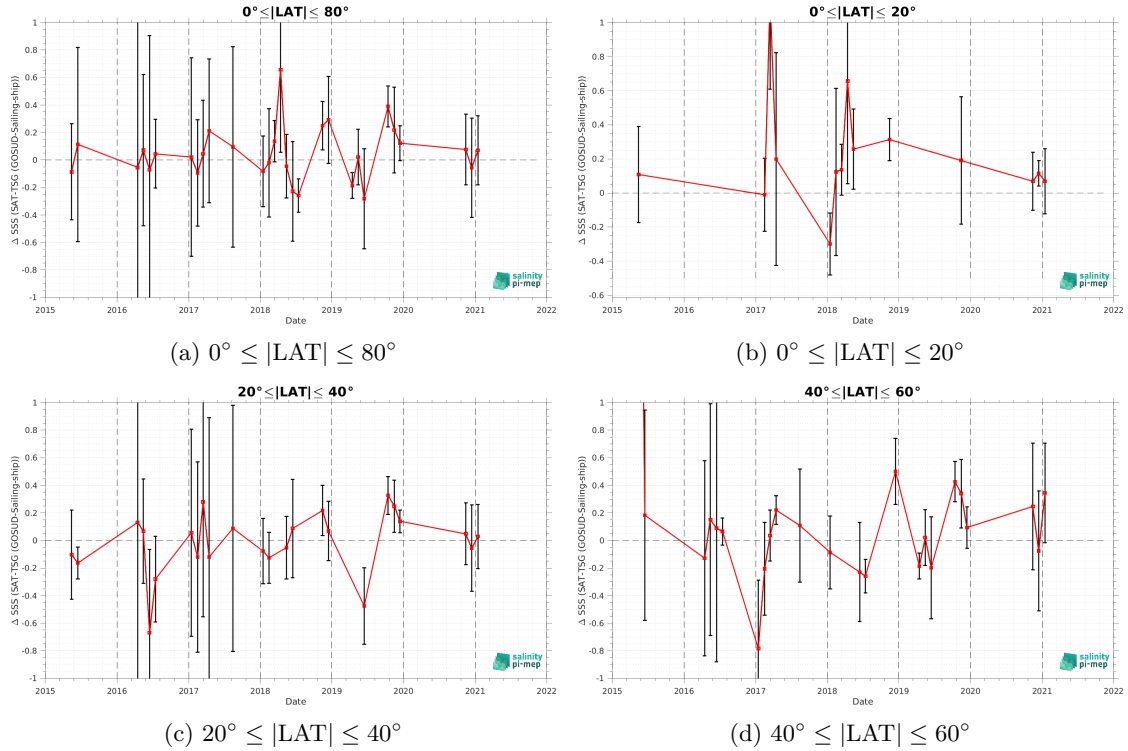 0°≤|LAT|≤ 80°
Δ SSS (SAT-TSG (GOSUD-Sailing-ship))
1
0.8
0.6
0.4
0.2
0
-0.2
-0.4
-0.6
-0.8
-1
2015 2016 2017 2018 2019 2020 2021 2022
Date
salinity
pi-mep
(a) 0° ≤ |LAT| ≤ 80°
0°≤|LAT|≤ 20°
Δ SSS (SAT-TSG (GOSUD-Sailing-ship))
1
0.8
0.6
0.4
0.2
0
-0.2
-0.4
-0.6
2015 2016 2017 2018 2019 2020 2021 2022
Date
salinity
pi-mep
(b) 0° ≤ |LAT| ≤ 20°
20°≤|LAT|≤ 40°
Δ SSS (SAT-TSG (GOSUD-Sailing-ship))
1
0.8
0.6
0.4
0.2
0
-0.2
-0.4
-0.6
-0.8
-1
2015 2016 2017 2018 2019 2020 2021 2022
Date
salinity
pi-mep
(c) 20° ≤ |LAT| ≤ 40°
40°≤|LAT|≤ 60°
Δ SSS (SAT-TSG (GOSUD-Sailing-ship))
1
0.8
0.6
0.4
0.2
0
-0.2
-0.4
-0.6
-0.8
-1
2015 2016 2017 2018 2019 2020 2021 2022
Date
salinity
pi-mep
(d) 40° ≤ |LAT| ≤ 60°